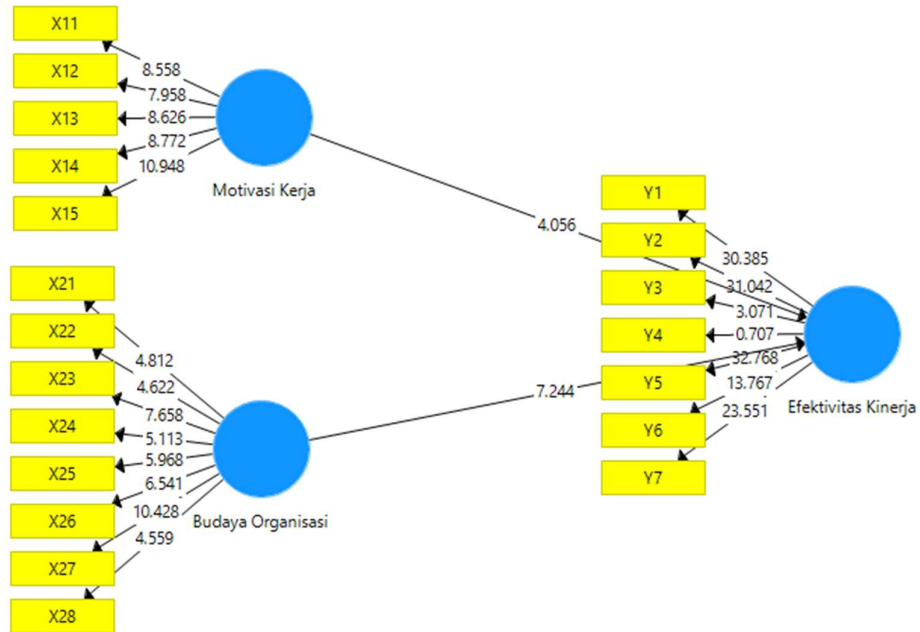 X11
X12
X13
X14
X15
8.558
7.958
8.626
8.772
10.948
Motivasi Kerja
X21
X22
X23
X24
X25
X26
X27
X28
4.812
4.622
7.658
5.113
5.968
6.541
10.428
4.559
Budaya Organisasi
4.056
7.244
Y1
Y2
Y3
Y4
Y5
Y6
Y7
30.385
31.042
3.071
0.707
32.768
13.767
23.551
Efektivitas Kinerja